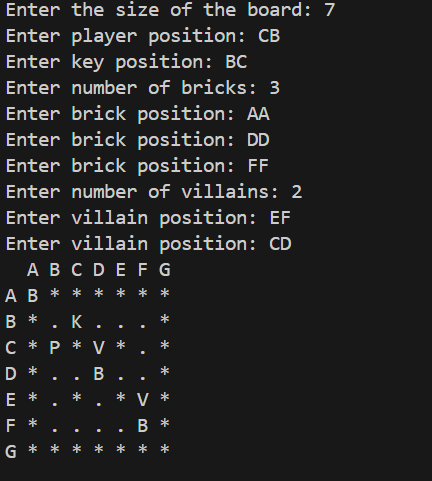 Enter the size of the board: 7
Enter player position: CB
Enter key position: BC
Enter number of bricks: 3
Enter brick position: AA
Enter brick position: DD
Enter brick position: FF
Enter number of villains: 2
Enter villain position: EF
Enter villain position: CD
  A B C D E F G
A B * * * * * *
B * . K . . . *
C * P * V * . *
D * . . B . . *
E * . * . * V *
F * . . . . B *
G * * * * * * *